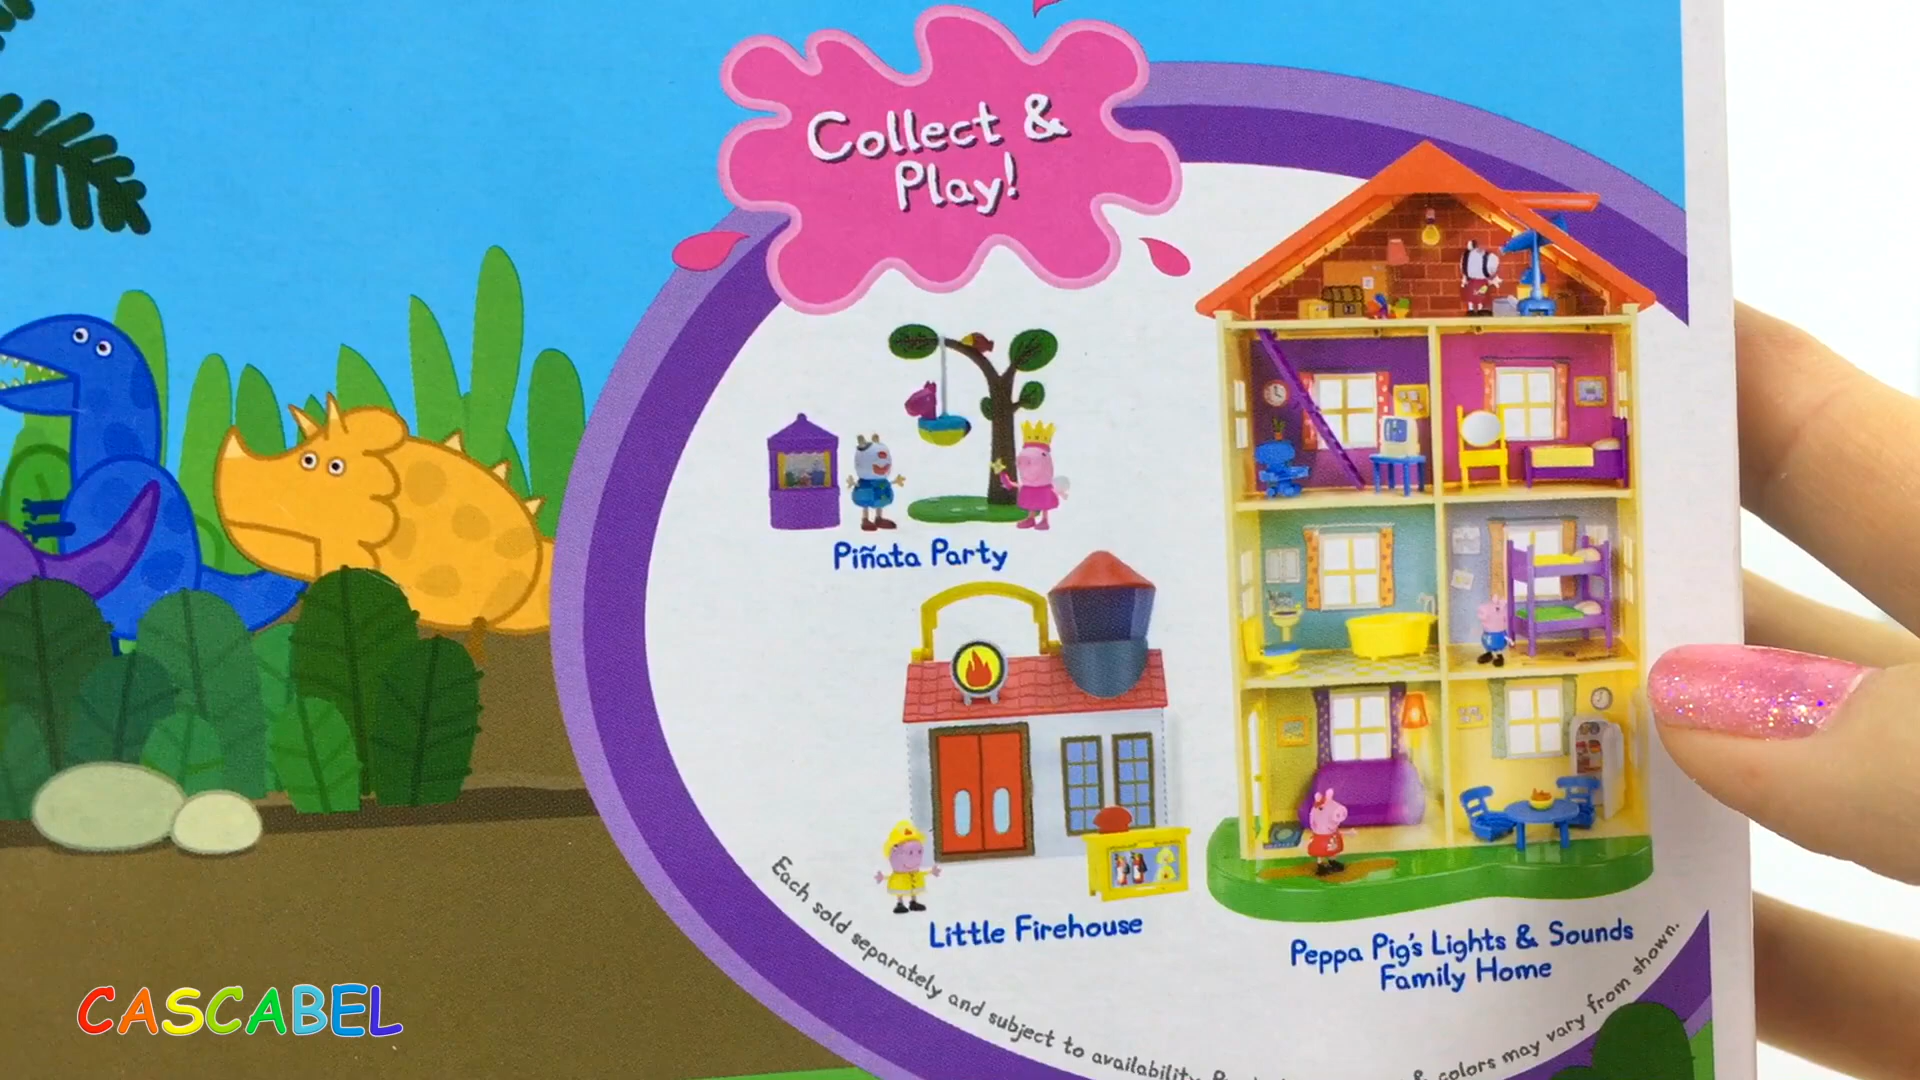 Collect &
Play!
Piñata Party
Little Firehouse
Peppa Pig's Lights & Sounds
Family Home
Each sold separately and subject to availability. & colors may vary from shown.
CASCABEL